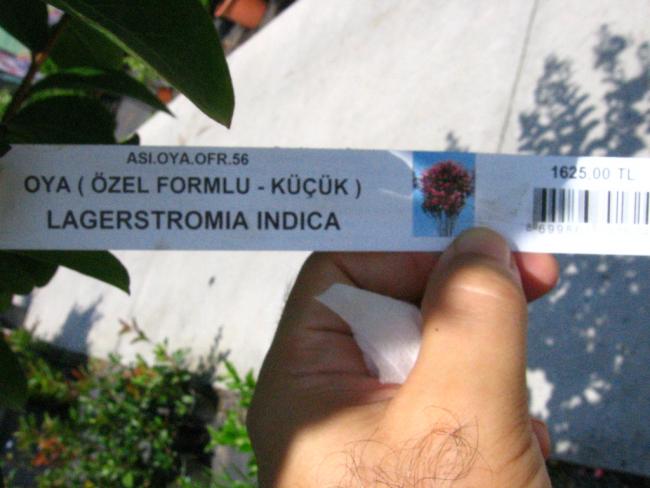 ASI.OYA.OFR.56
OYA ( ÖZEL FORMLU - KÜÇÜK )
LAGERSTROMIA INDICA
1625,00 TL